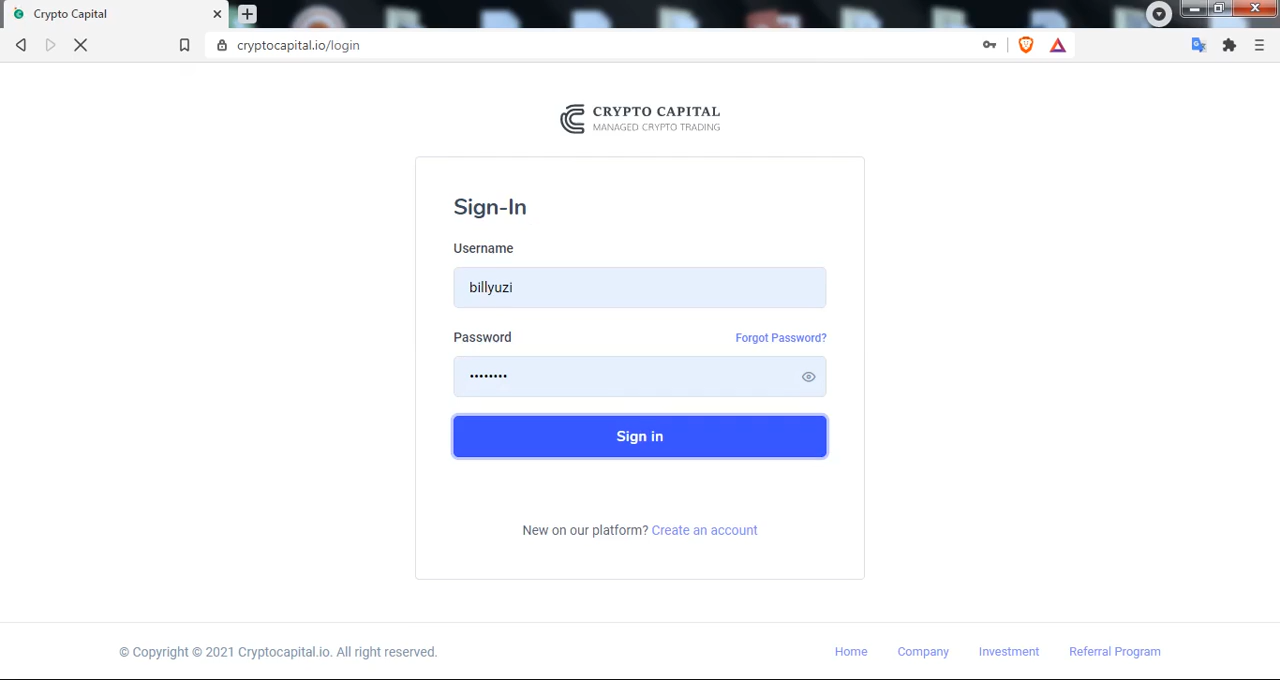 Crypto Capital
cryptocapital.io/login
CRYPTO CAPITAL
MANAGED CRYPTO TRADING
Sign-In
Username
billyuzi
Password
Forgot Password?
••••••••
Sign in
New on our platform? Create an account
© Copyright © 2021 Cryptocapital.io. All right reserved.
Home
Company
Investment
Referral Program